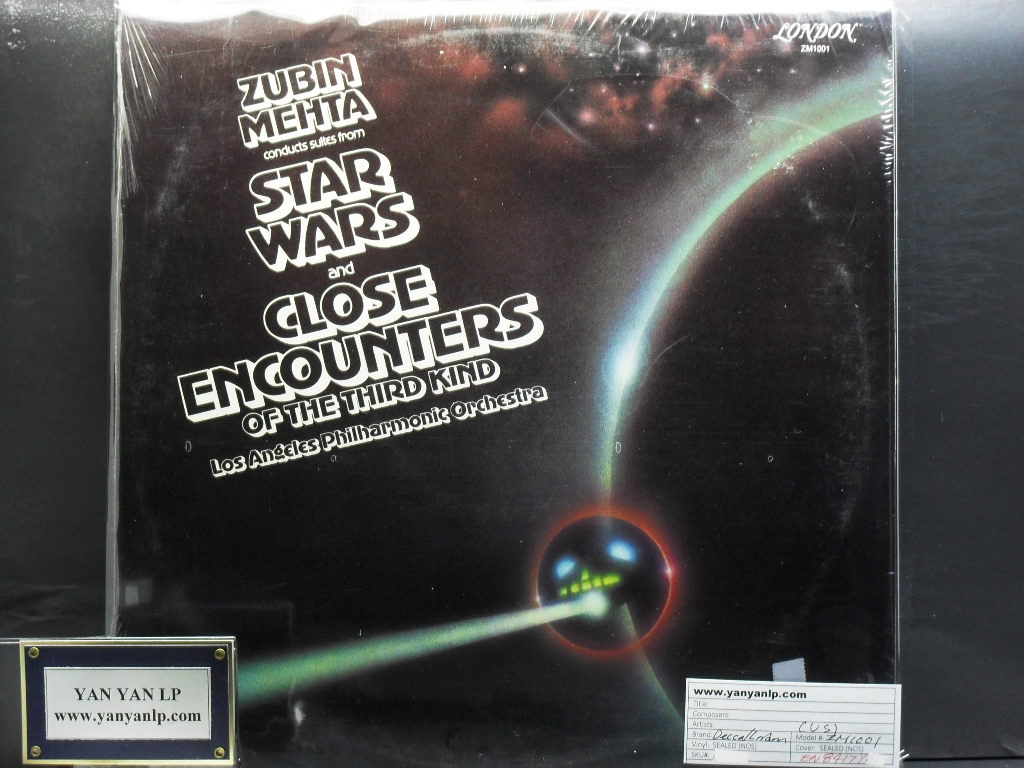 LONDON
ZM1001
ZUBIN
MEHTA
conducts suites from
STAR
WARS
and
CLOSE
ENCOUNTERS
OF THE THIRD KIND
Los Angeles Philharmonic Orchestra
YAN YAN LP
www.yanyanlp.com
www.yanyanlp.com
Title:
Composers:
Artists: (US)
Brand: Decca/London Model #: ZM1001
Vinyl: SEALED (NOS) Cover: SEALED (NOS)
SKU#: